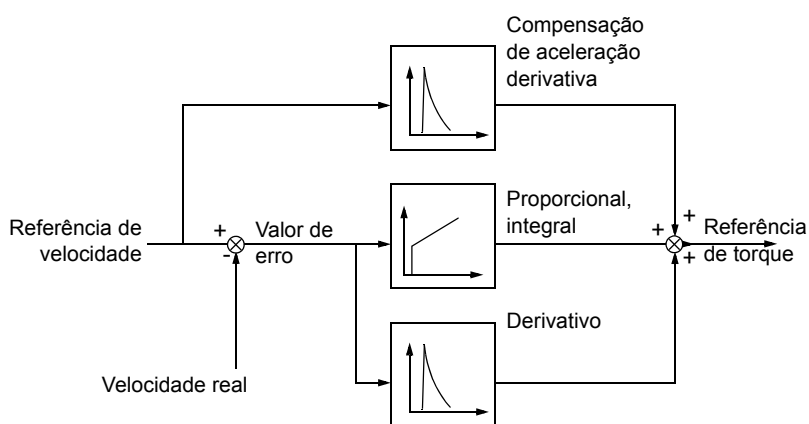 Compensação
de aceleração
derivativa
Proporcional,
integral
Referência de
velocidade
+
-
Valor de
erro
+
+
+
Referência
de torque
Derivativo
Velocidade real